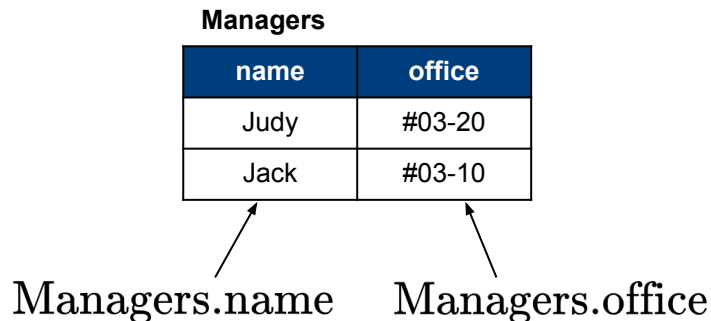 Managers
name office
Judy #03-20
Jack #03-10
Managers.name Managers.office